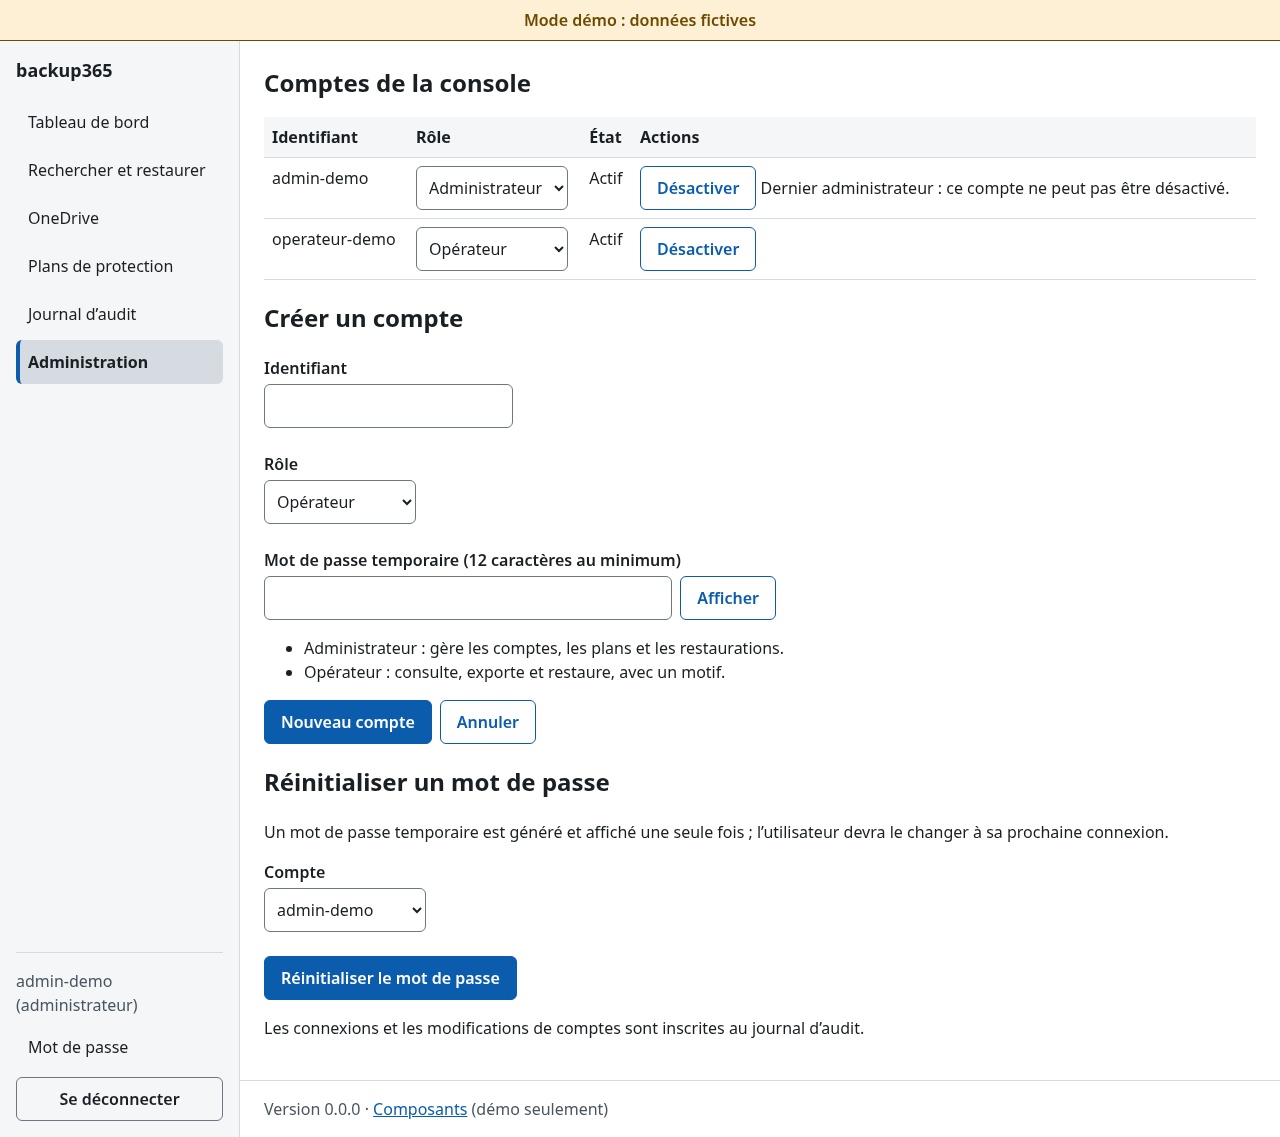 Mode démo : données fictives
backup365
Tableau de bord
Rechercher et restaurer
OneDrive
Plans de protection
Journal d’audit
Administration
admin-demo
(administrateur)
Mot de passe
Se déconnecter
Comptes de la console
Identifiant Rôle État Actions
admin-demo Administrateur Actif Désactiver Dernier administrateur : ce compte ne peut pas être désactivé.
operateur-demo Opérateur Actif Désactiver
Créer un compte
Identifiant
Rôle
Opérateur
Mot de passe temporaire (12 caractères au minimum)
Afficher
• Administrateur : gère les comptes, les plans et les restaurations.
• Opérateur : consulte, exporte et restaure, avec un motif.
Nouveau compte Annuler
Réinitialiser un mot de passe
Un mot de passe temporaire est généré et affiché une seule fois ; l’utilisateur devra le changer à sa prochaine connexion.
Compte
admin-demo
Réinitialiser le mot de passe
Les connexions et les modifications de comptes sont inscrites au journal d’audit.
Version 0.0.0 · Composants (démo seulement)